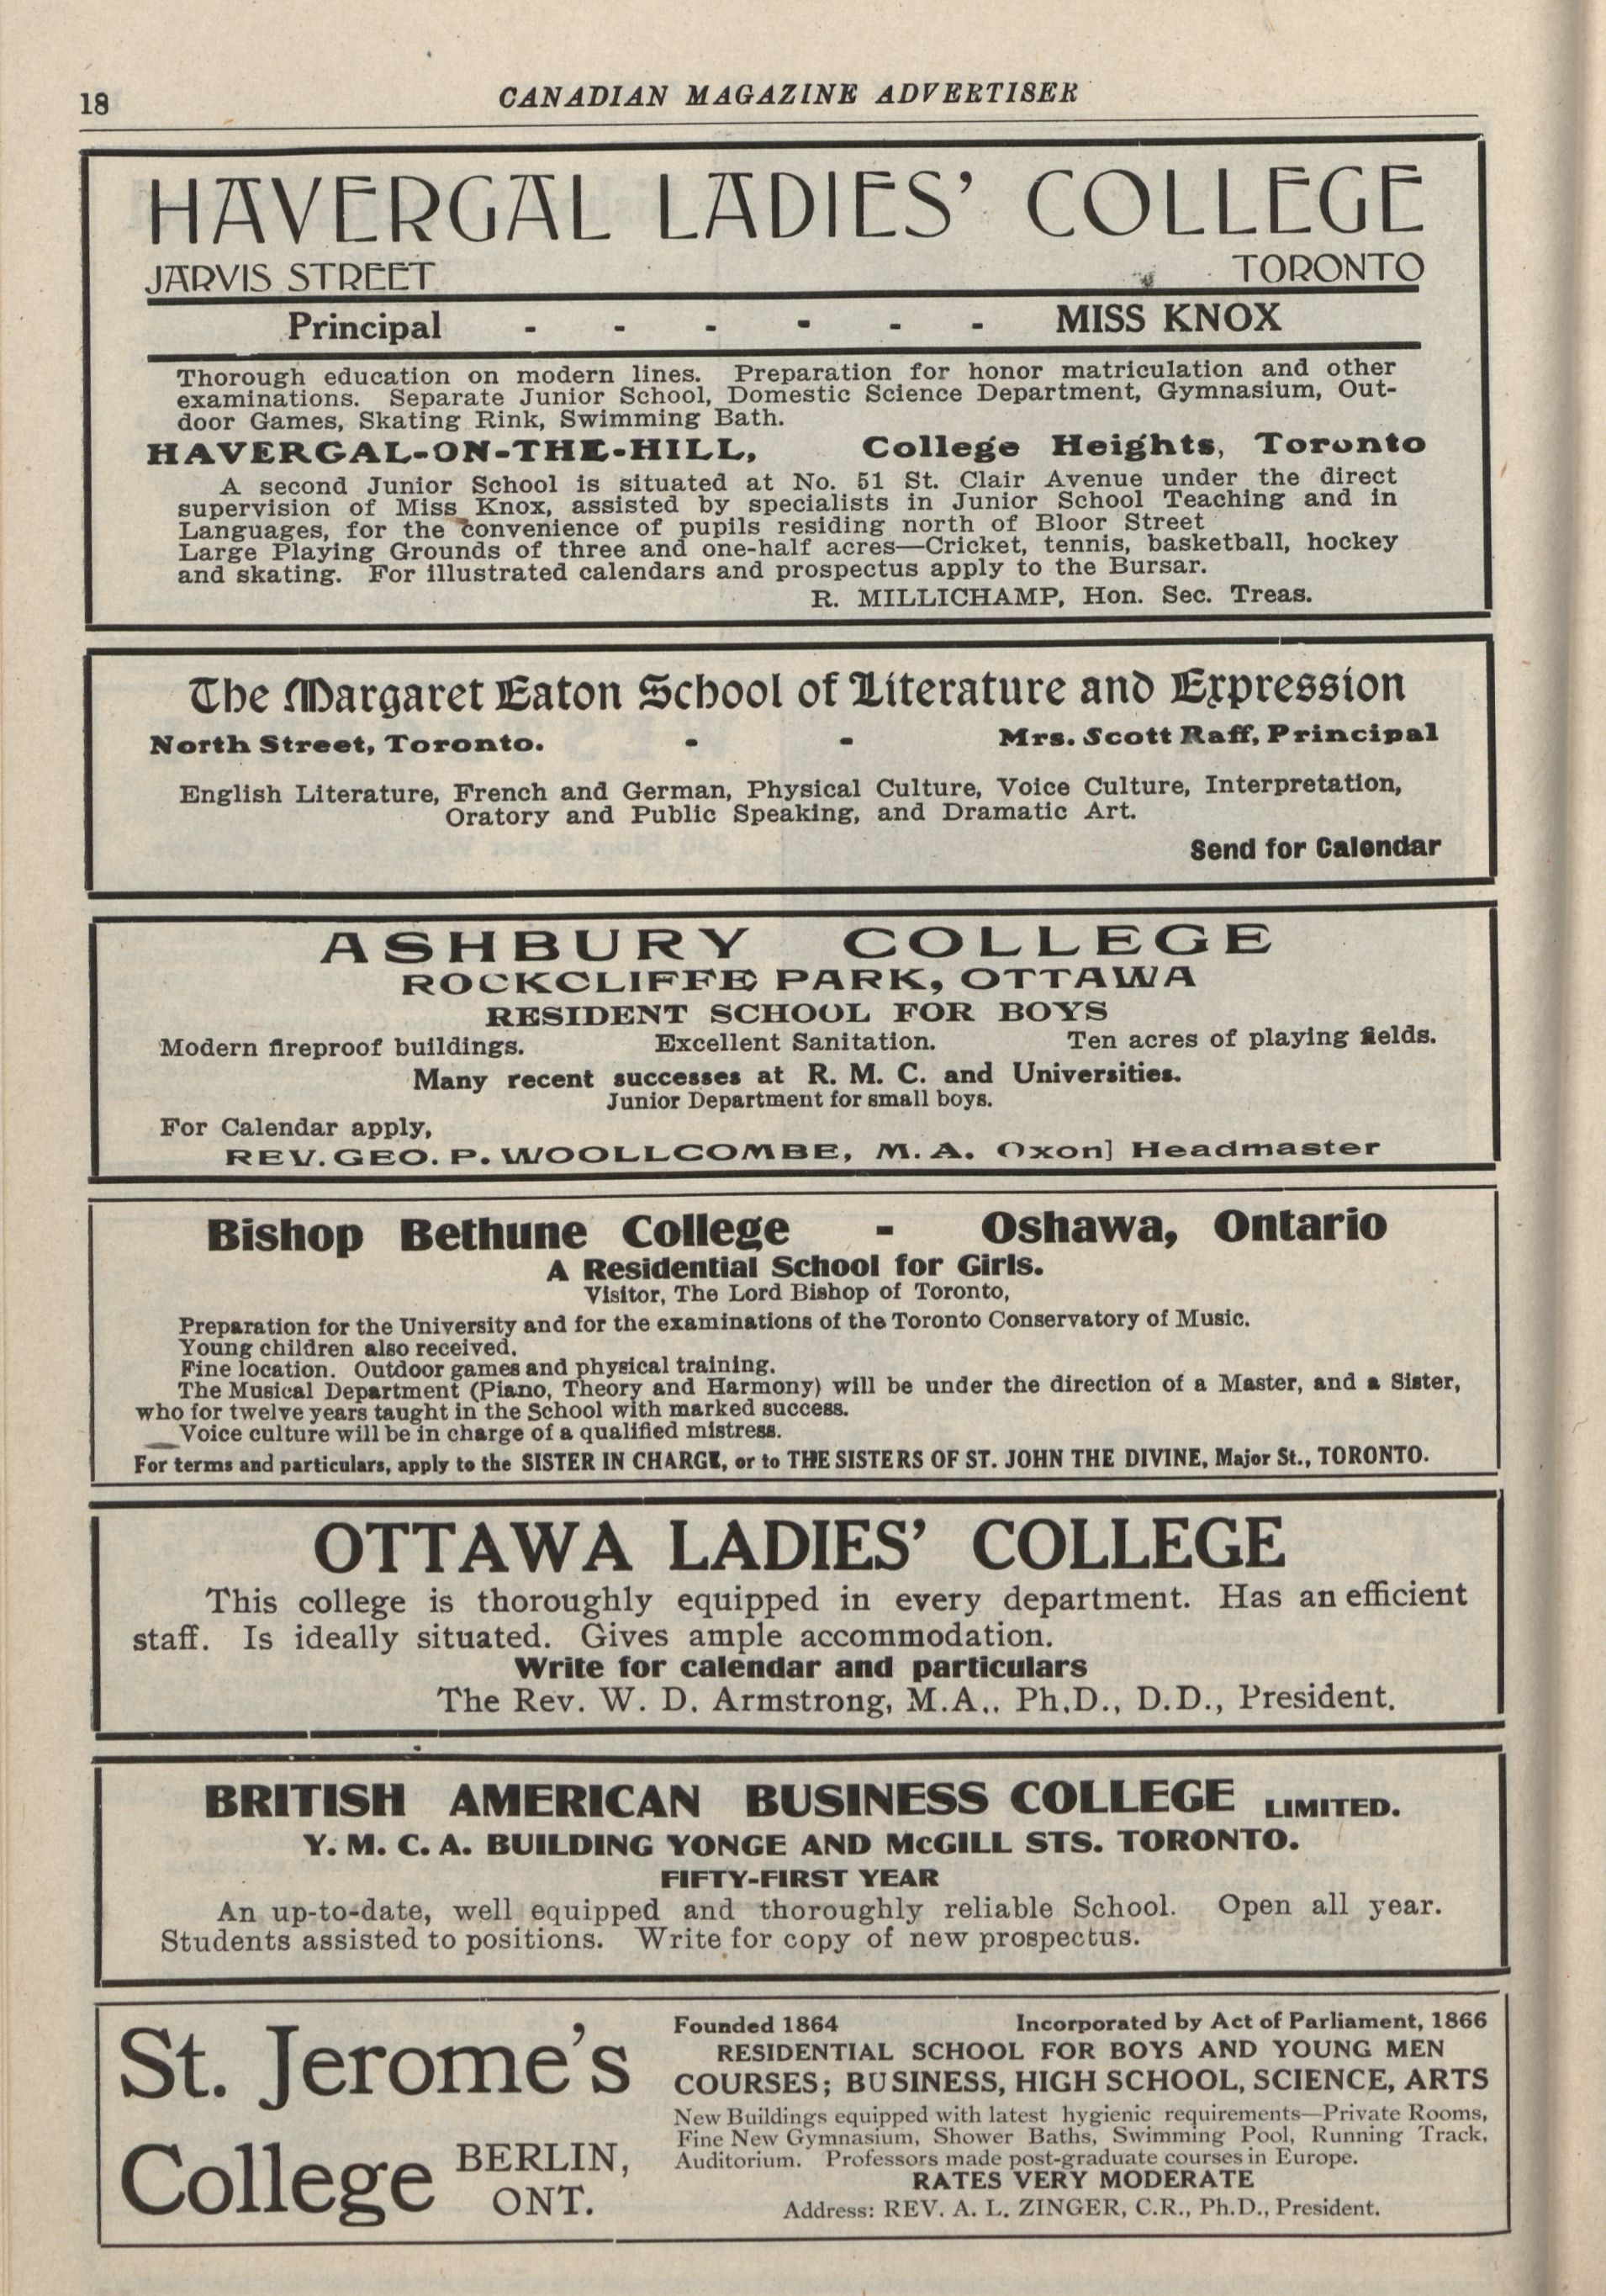 18
CANADIAN MAGAZINE ADVERTISER
HAVERGAL LADIES' COLLEGE
JARVIS STREET TORONTO
Principal - - - - - - MISS KNOX
Thorough education on modern lines. Preparation for honor matriculation and other
examinations. Separate Junior School, Domestic Science Department, Gymnasium, Out-
door Games, Skating Rink, Swimming Bath.
HAVERGAL-ON-THE-HILL, College Heights, Toronto
A second Junior School is situated at No. 51 St. Clair Avenue under the direct
supervision of Miss Knox, assisted by specialists in Junior School Teaching and in
Languages, for the convenience of pupils residing north of Bloor Street
Large Playing Grounds of three and one-half acres—Cricket, tennis, basketball, hockey
and skating. For illustrated calendars and prospectus apply to the Bursar.
R. MILLICHAMP, Hon. Sec. Treas.
The Margaret Eaton School of Literature and Expression
North Street, Toronto. - - Mrs. Scott Raff, Principal
English Literature, French and German, Physical Culture, Voice Culture, Interpretation,
Oratory and Public Speaking, and Dramatic Art.
Send for Calendar
ASHBURY COLLEGE
ROCKCLIFFE PARK, OTTAWA
RESIDENT SCHOOL FOR BOYS
Modern fireproof buildings. Excellent Sanitation. Ten acres of playing fields.
Many recent successes at R. M. C. and Universities.
Junior Department for small boys.
For Calendar apply,
REV. GEO. P. WOOLLCOMBE, M. A. Oxon] Headmaster
Bishop Bethune College - Oshawa, Ontario
A Residential School for Girls.
Visitor, The Lord Bishop of Toronto,
Preparation for the University and for the examinations of the Toronto Conservatory of Music.
Young children also received.
Fine location. Outdoor games and physical training.
The Musical Department (Piano, Theory and Harmony) will be under the direction of a Master, and a Sister,
who for twelve years taught in the School with marked success.
Voice culture will be in charge of a qualified mistress.
For terms and particulars, apply to the SISTER IN CHARGE, or to THE SISTERS OF ST. JOHN THE DIVINE, Major St., TORONTO.
OTTAWA LADIES' COLLEGE
This college is thoroughly equipped in every department. Has an efficient
staff. Is ideally situated. Gives ample accommodation.
Write for calendar and particulars
The Rev. W. D. Armstrong, M.A., Ph.D., D.D., President.
BRITISH AMERICAN BUSINESS COLLEGE LIMITED.
Y. M. C. A. BUILDING YONGE AND McGILL STS. TORONTO.
FIFTY-FIRST YEAR
An up-to-date, well equipped and thoroughly reliable School. Open all year.
Students assisted to positions. Write for copy of new prospectus.
St. Jerome's
College BERLIN,
ONT.
Founded 1864 Incorporated by Act of Parliament, 1866
RESIDENTIAL SCHOOL FOR BOYS AND YOUNG MEN
COURSES; BUSINESS, HIGH SCHOOL, SCIENCE, ARTS
New Buildings equipped with latest hygienic requirements—Private Rooms,
Fine New Gymnasium, Shower Baths, Swimming Pool, Running Track,
Auditorium. Professors made post-graduate courses in Europe.
RATES VERY MODERATE
Address: REV. A. L. ZINGER, C.R., Ph.D., President.